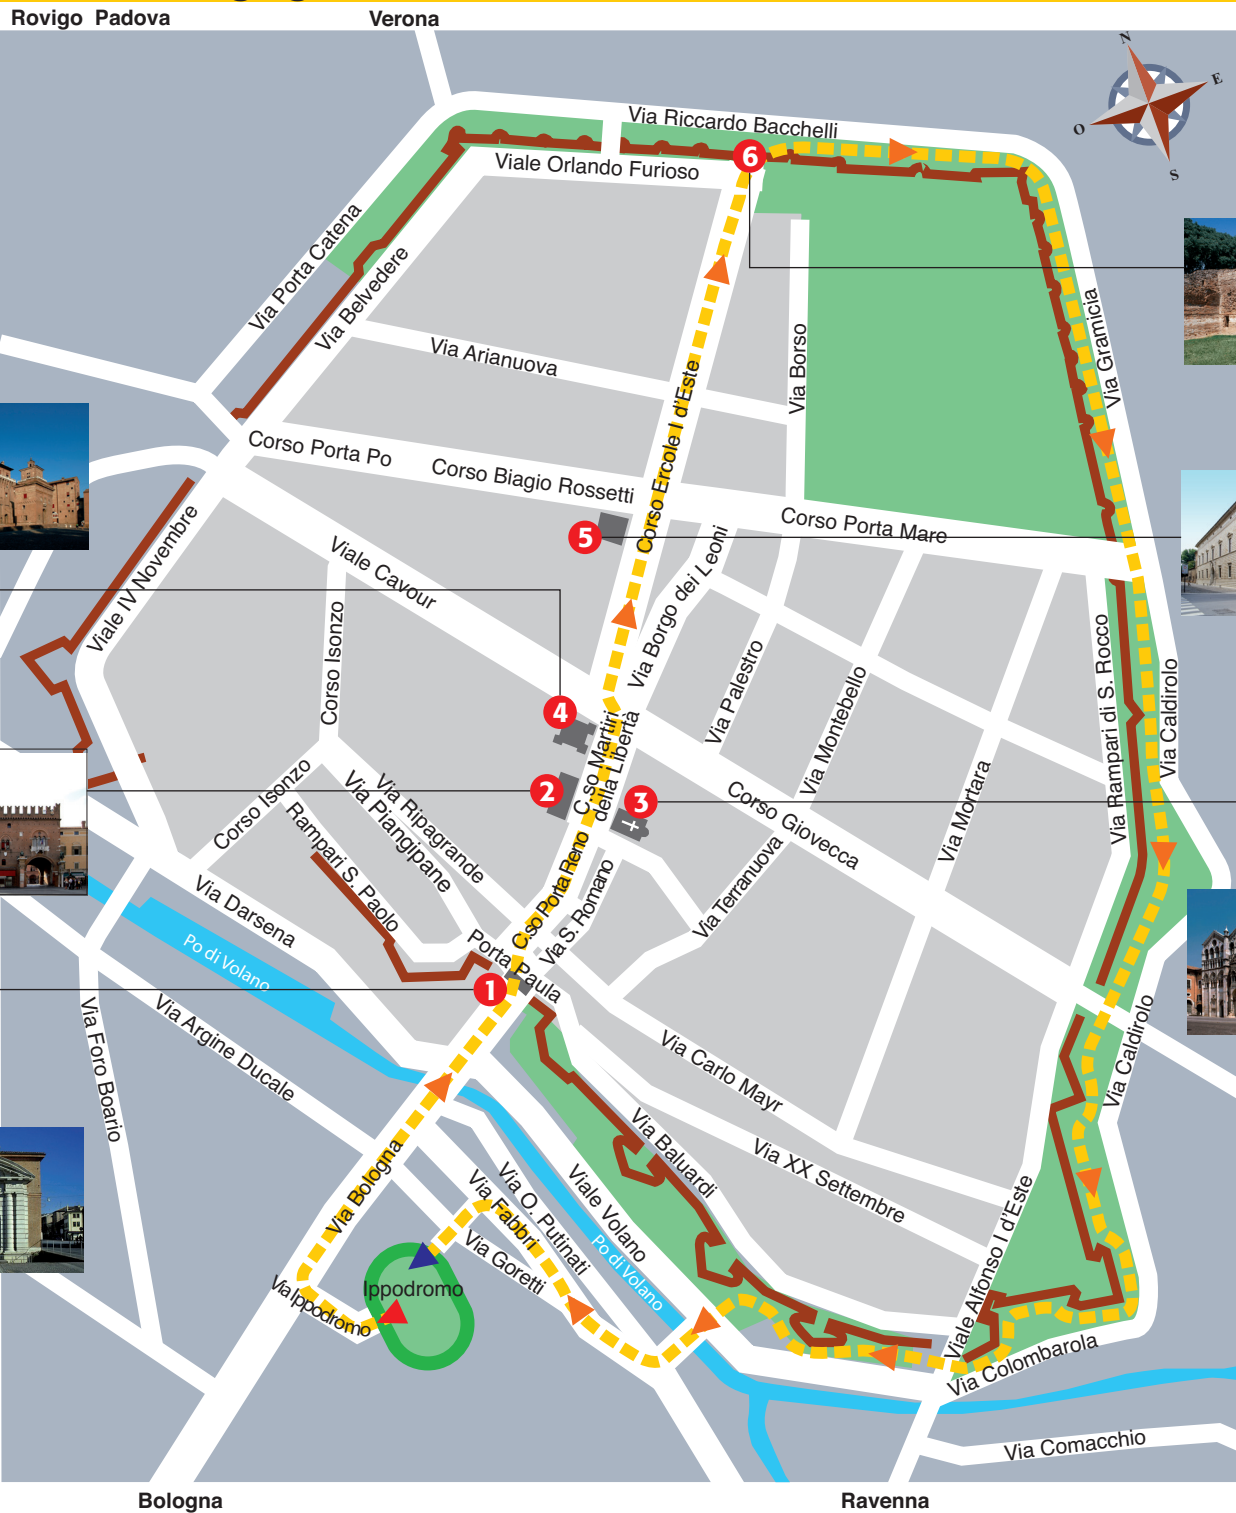 Rovigo Padova
Verona
N
E
O
S
Via Riccardo Bacchelli
6
Viale Orlando Furioso
Via Porta Catena
Via Belvedere
Via Gramicia
Via Arianuova
Via Borso
Corso Ercole I d'Este
Corso Porta Po
Corso Biagio Rossetti
Corso Porta Mare
5
Viale IV Novembre
Viale Cavour
Via Borgo dei Leoni
Corso Isonzo
Via Palestro
Via Montebello
Via Rampari di S. Rocco
Via Caldirolo
4
C.so Martiri
della Libertà
2
3
Corso Isonzo
Via Ripagrande
Via Piangipane
Rampari S. Paolo
Corso Giovecca
Via Mortara
C.so Porta Reno
Via S. Romano
Via Terranuova
Via Darsena
Po di Volano
Porta Paula
1
Via Foro Boario
Via Argine Ducale
Via Carlo Mayr
Via Caldirolo
Via Baluardi
Via XX Settembre
Via Bologna
Via O. Putinati
Via Fabbri
Via Goretti
Viale Volano
Po di Volano
Viale Alfonso I d'Este
Ippodromo
Via Ippodromo
Via Colombarola
Via Comacchio
Bologna
Ravenna